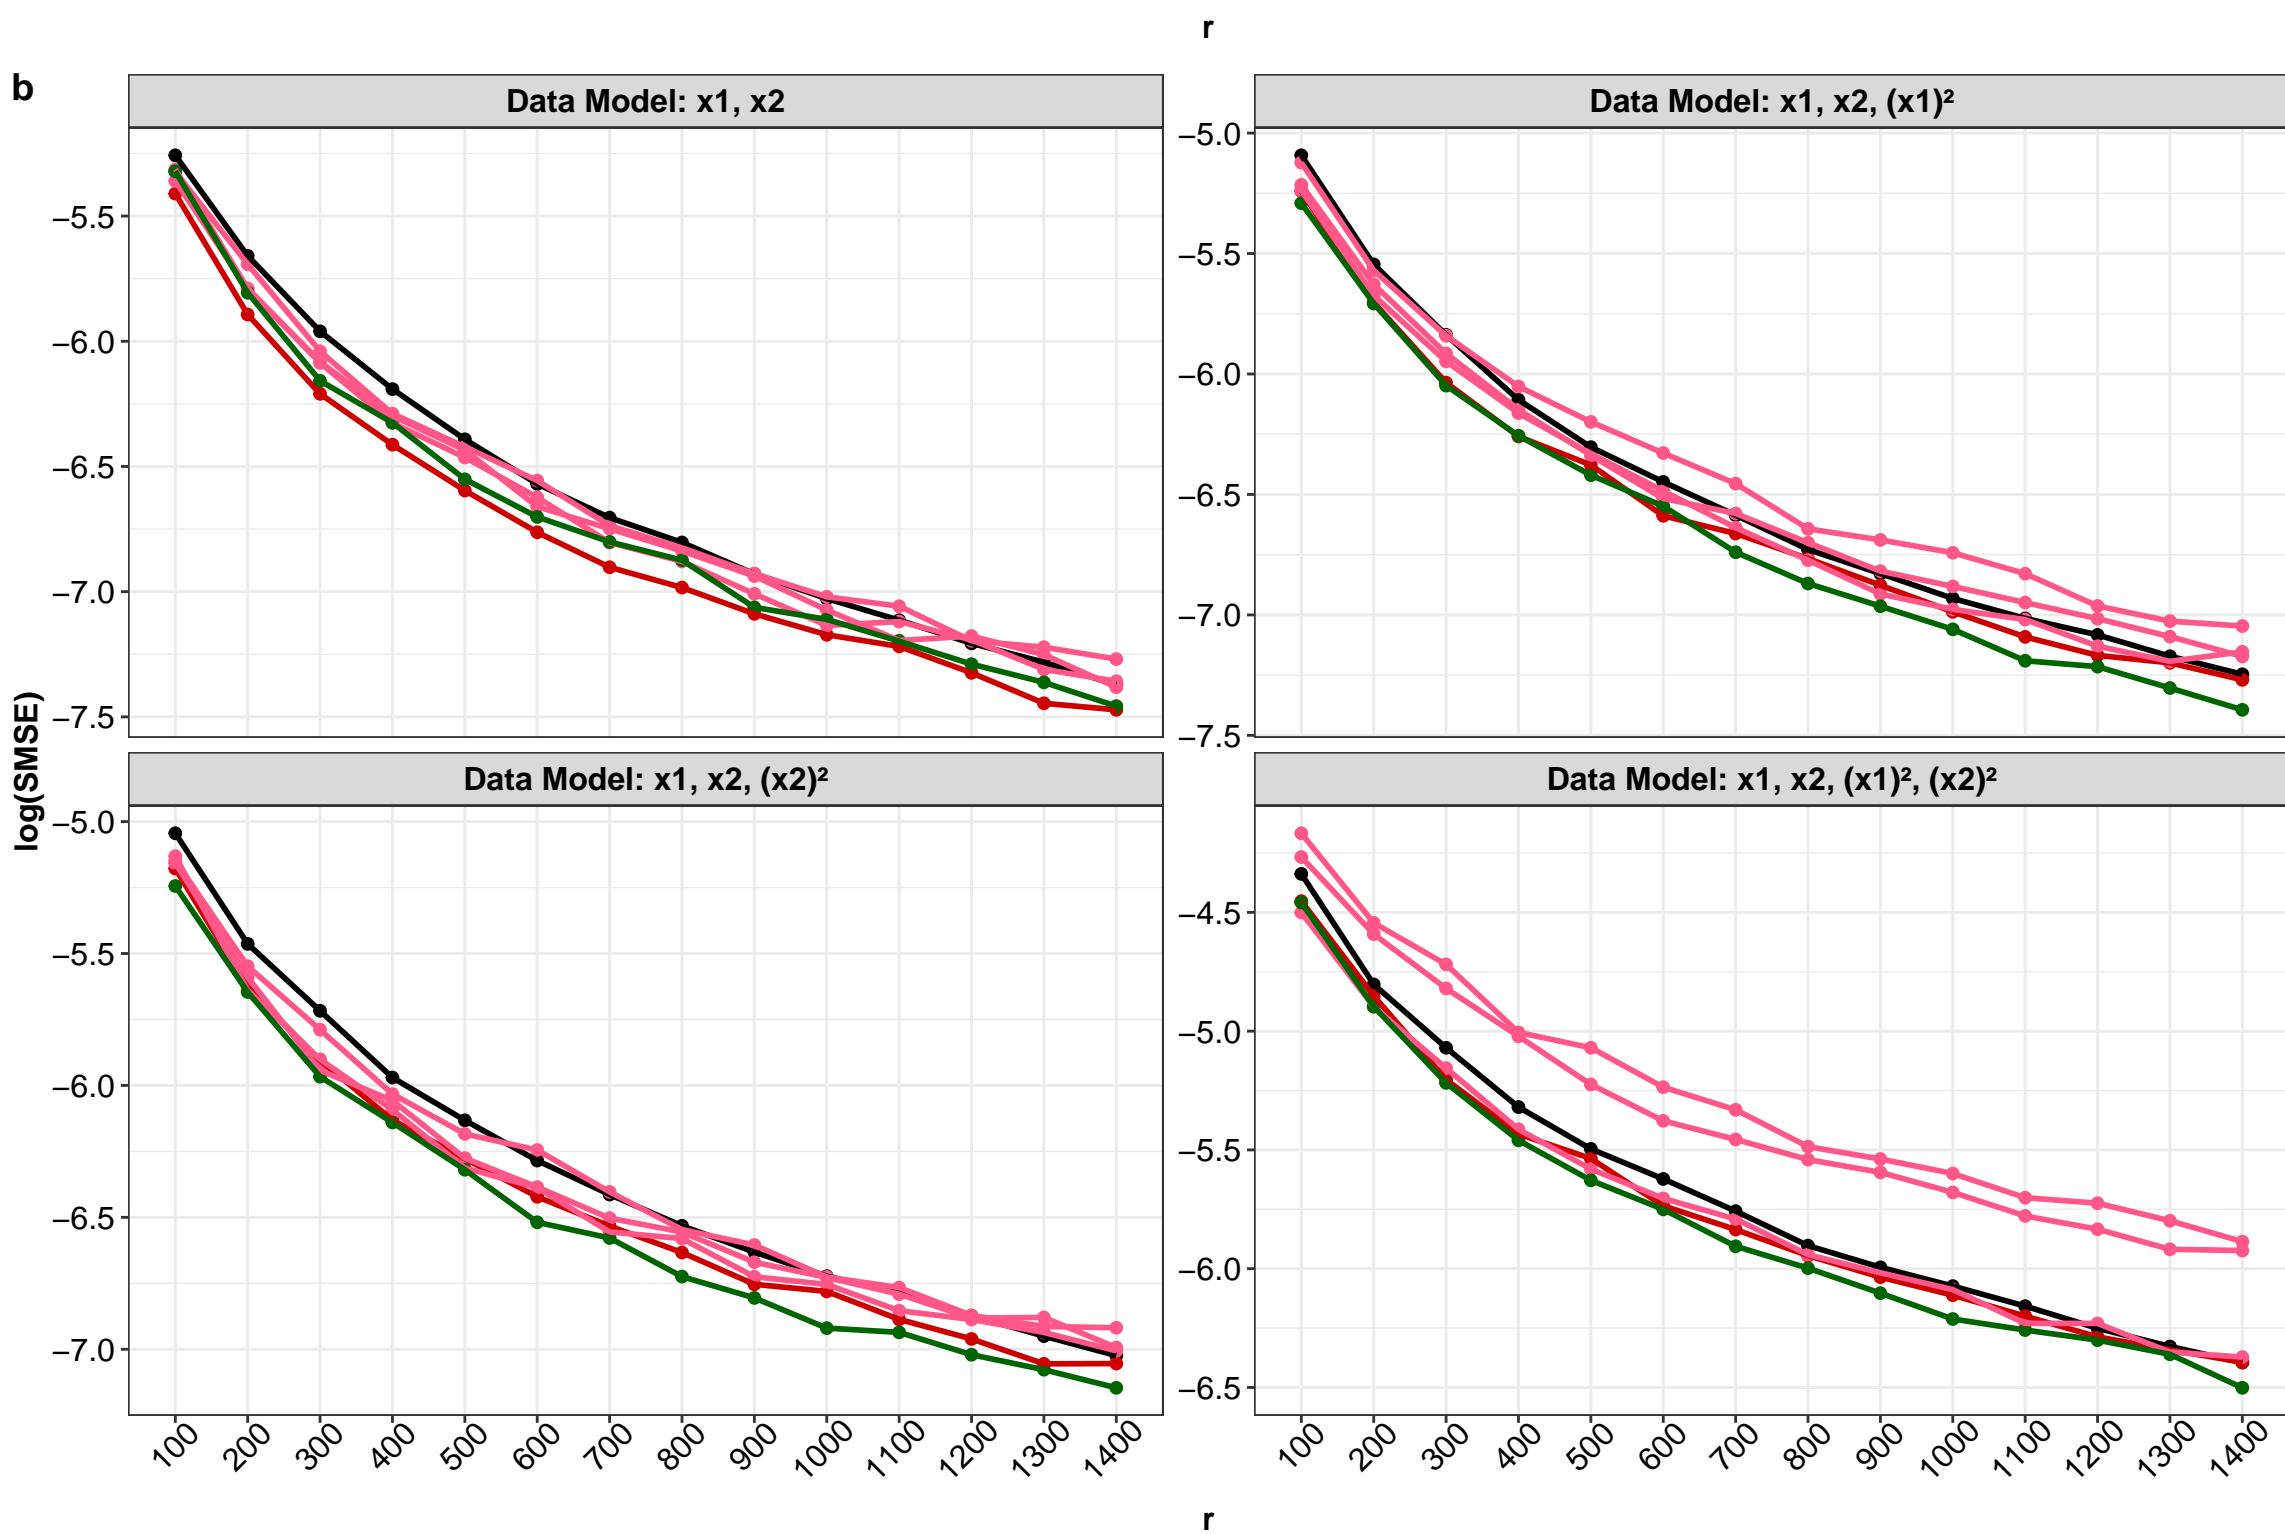 r
b
Data Model: x1, x2
Data Model: x1, x2, (x1)²
−5.5
−6.0
−6.5
−7.0
−7.5
−5.0
−5.5
−6.0
−6.5
−7.0
−7.5
log(SMSE)
Data Model: x1, x2, (x2)²
Data Model: x1, x2, (x1)², (x2)²
−5.0
−5.5
−6.0
−6.5
−7.0
−4.5
−5.0
−5.5
−6.0
−6.5
100 200 300 400 500 600 700 800 900 1000 1100 1200 1300 1400
100 200 300 400 500 600 700 800 900 1000 1100 1200 1300 1400
r